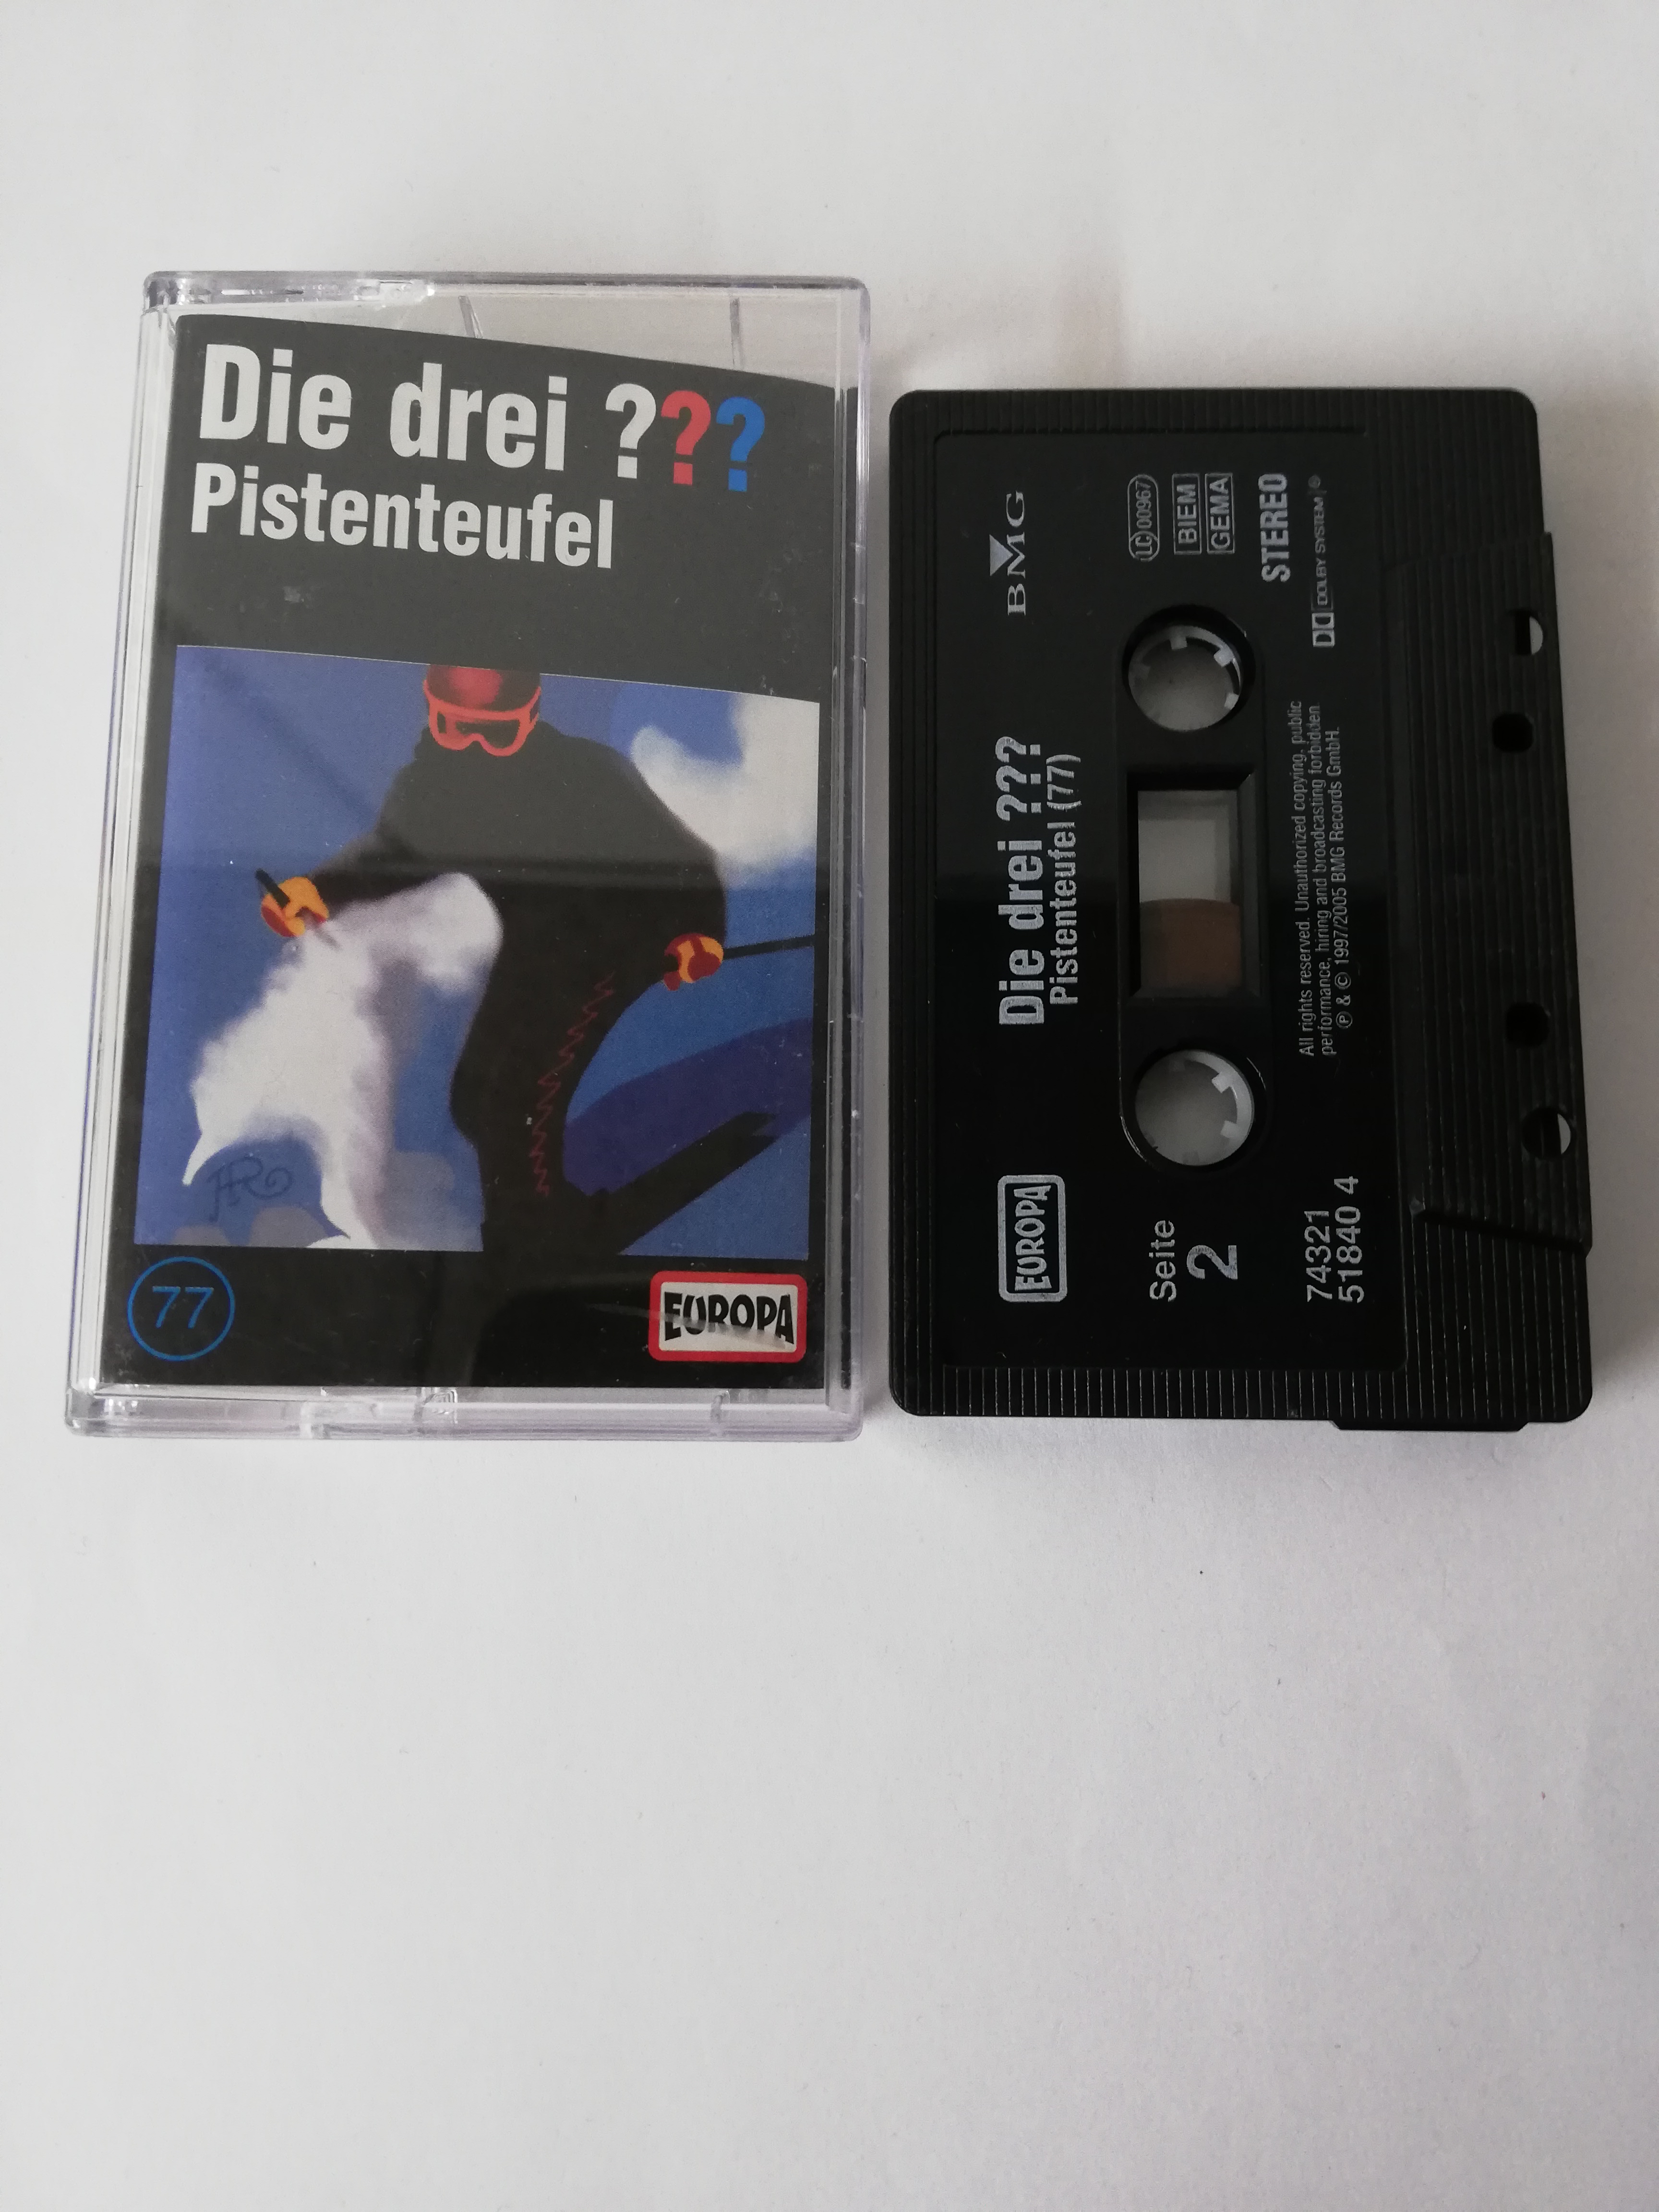 Die drei ???
Pistenteufel
77
EUROPA
BMG
LC 00967
BIEM
GEMA
STEREO
DOLBY SYSTEM
Die drei ???
Pistenteufel (77)
All rights reserved. Unauthorized copying, public
performance, hiring and broadcasting forbidden
℗ & © 1997/2005 BMG Records GmbH.
EUROPA
Seite
2
74321
51840 4